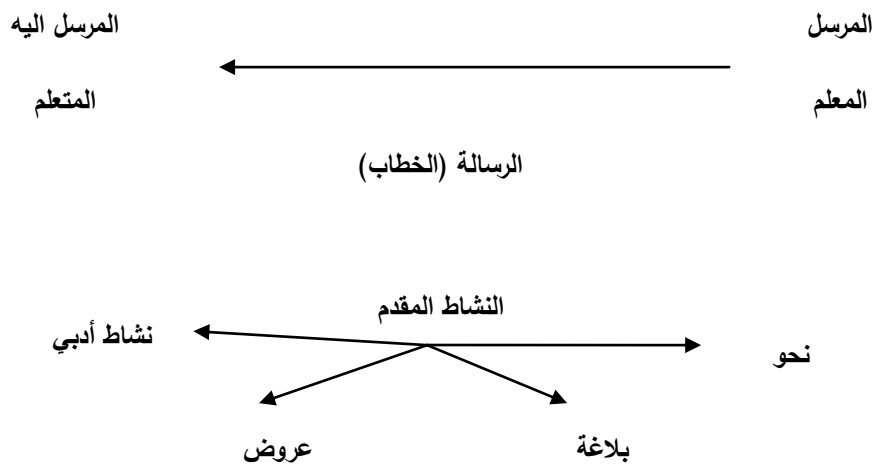 المرسل
المرسل اليه
المعلم
المتعلم
الرسالة (الخطاب)
النشاط المقدم
نحو
نشاط أدبي
بلاغة
عروض